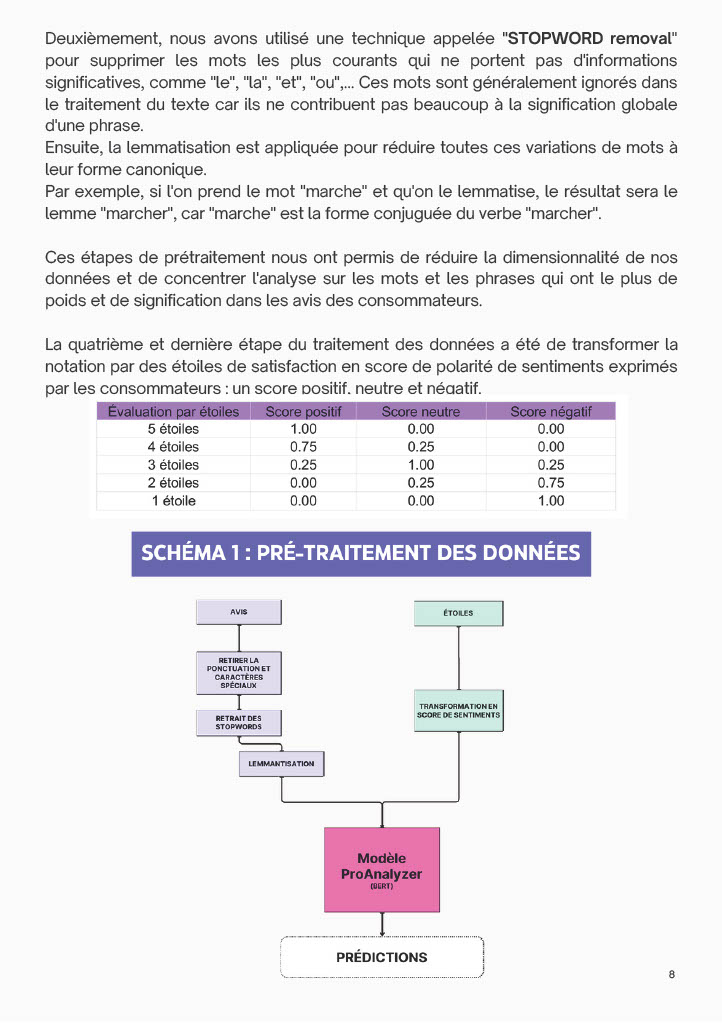 Deuxièmement, nous avons utilisé une technique appelée "STOPWORD removal"
pour supprimer les mots les plus courants qui ne portent pas d'informations
significatives, comme "le", "la", "et", "ou",... Ces mots sont généralement ignorés dans
le traitement du texte car ils ne contribuent pas beaucoup à la signification globale
d'une phrase.
Ensuite, la lemmatisation est appliquée pour réduire toutes ces variations de mots à
leur forme canonique.
Par exemple, si l'on prend le mot "marche" et qu'on le lemmatise, le résultat sera le
lemme "marcher", car "marche" est la forme conjuguée du verbe "marcher".
Ces étapes de prétraitement nous ont permis de réduire la dimensionnalité de nos
données et de concentrer l'analyse sur les mots et les phrases qui ont le plus de
poids et de signification dans les avis des consommateurs.
La quatrième et dernière étape du traitement des données a été de transformer la
notation par des étoiles de satisfaction en score de polarité de sentiments exprimés
par les consommateurs : un score positif, neutre et négatif.
Évaluation par étoiles Score positif Score neutre Score négatif
5 étoiles 1.00 0.00 0.00
4 étoiles 0.75 0.25 0.00
3 étoiles 0.25 1.00 0.25
2 étoiles 0.00 0.25 0.75
1 étoile 0.00 0.00 1.00
SCHÉMA 1 : PRÉ-TRAITEMENT DES DONNÉES
AVIS
RETIRER LA
PONCTUATION ET
CARACTÈRES
SPÉCIAUX
RETRAIT DES
STOPWORDS
LEMMANTISATION
ÉTOILES
TRANSFORMATION EN
SCORE DE SENTIMENTS
Modèle
ProAnalyzer
(BERT)
PRÉDICTIONS
8